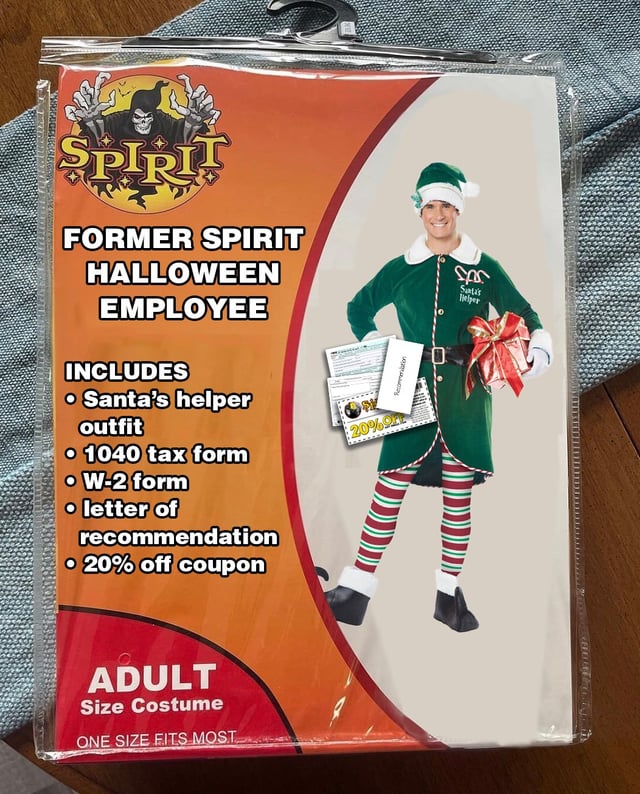 SPIRIT
FORMER SPIRIT
HALLOWEEN
EMPLOYEE
INCLUDES
• Santa's helper
outfit
• 1040 tax form
• W-2 form
• letter of
recommendation
• 20% off coupon
Santa's
Helper
Recommendation
20% OFF
ADULT
Size Costume
ONE SIZE FITS MOST